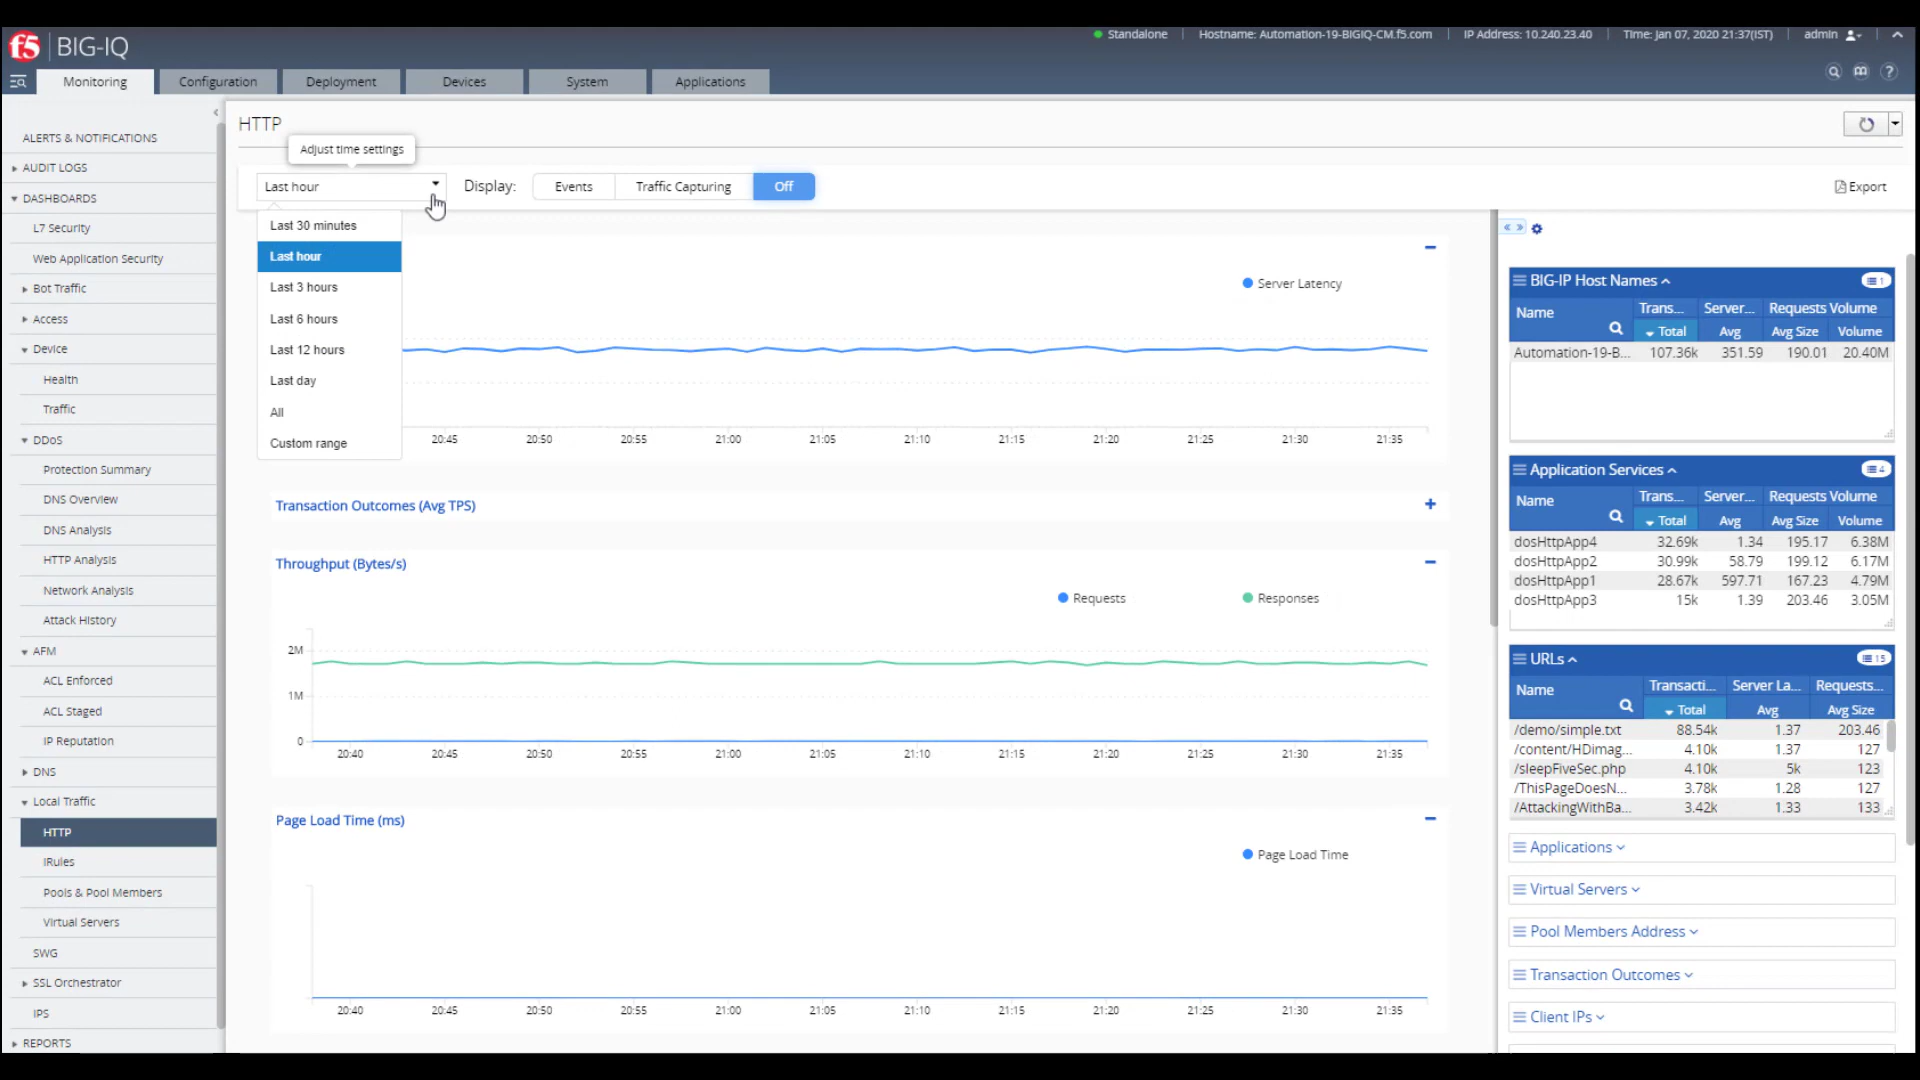 f5 BIG-IQ
Standalone Hostname: Automation-19-BIGIQ-CM.f5.com IP Address: 10.240.23.40 Time: Jan 07, 2020 21:37(IST) admin
Monitoring Configuration Deployment Devices System Applications
ALERTS & NOTIFICATIONS
AUDIT LOGS
DASHBOARDS
L7 Security
Web Application Security
Bot Traffic
Access
Device
Health
Traffic
DDoS
Protection Summary
DNS Overview
DNS Analysis
HTTP Analysis
Network Analysis
Attack History
AFM
ACL Enforced
ACL Staged
IP Reputation
DNS
Local Traffic
HTTP
iRules
Pools & Pool Members
Virtual Servers
SWG
SSL Orchestrator
IPS
REPORTS
HTTP
Adjust time settings
Last hour Display: Events Traffic Capturing Off
Export
Last 30 minutes
Last hour
Last 3 hours
Last 6 hours
Last 12 hours
Last day
All
Custom range
Server Latency
20:45 20:50 20:55 21:00 21:05 21:10 21:15 21:20 21:25 21:30 21:35
Transaction Outcomes (Avg TPS)
Throughput (Bytes/s)
Requests Responses
2M
1M
0
20:40 20:45 20:50 20:55 21:00 21:05 21:10 21:15 21:20 21:25 21:30 21:35
Page Load Time (ms)
Page Load Time
20:40 20:45 20:50 20:55 21:00 21:05 21:10 21:15 21:20 21:25 21:30 21:35
BIG-IP Host Names 1
Name Trans... Server... Requests Volume
Total Avg Avg Size Volume
Automation-19-B... 107.36k 351.59 190.01 20.40M
Application Services 4
Name Trans... Server... Requests Volume
Total Avg Avg Size Volume
dosHttpApp4 32.69k 1.34 195.17 6.38M
dosHttpApp2 30.99k 58.79 199.12 6.17M
dosHttpApp1 28.67k 597.71 167.23 4.79M
dosHttpApp3 15k 1.39 203.46 3.05M
URLs 15
Name Transacti... Server La... Requests...
Total Avg Avg Size
/demo/simple.txt 88.54k 1.37 203.46
/content/HDimag... 4.10k 1.37 127
/sleepFiveSec.php 4.10k 5k 123
/ThisPageDoesN... 3.78k 1.28 127
/AttackingWithBa... 3.42k 1.33 133
Applications
Virtual Servers
Pool Members Address
Transaction Outcomes
Client IPs